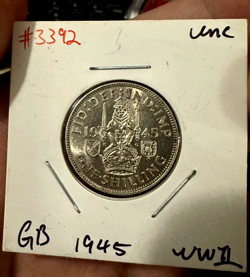 #3392 unc
FID·DEF IND·IMP
19 45
ONE·SHILLING
GB 1945 WWII